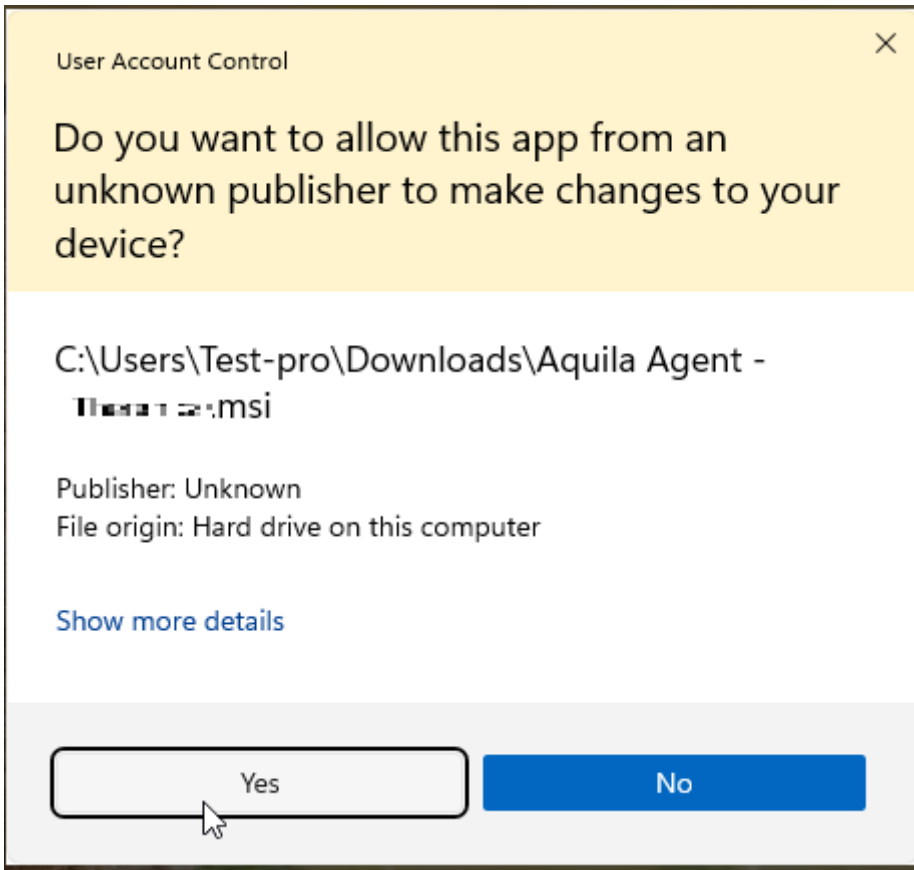 User Account Control
Do you want to allow this app from an
unknown publisher to make changes to your
device?
C:\Users\Test-pro\Downloads\Aquila Agent -
.msi
Publisher: Unknown
File origin: Hard drive on this computer
Show more details
Yes
No